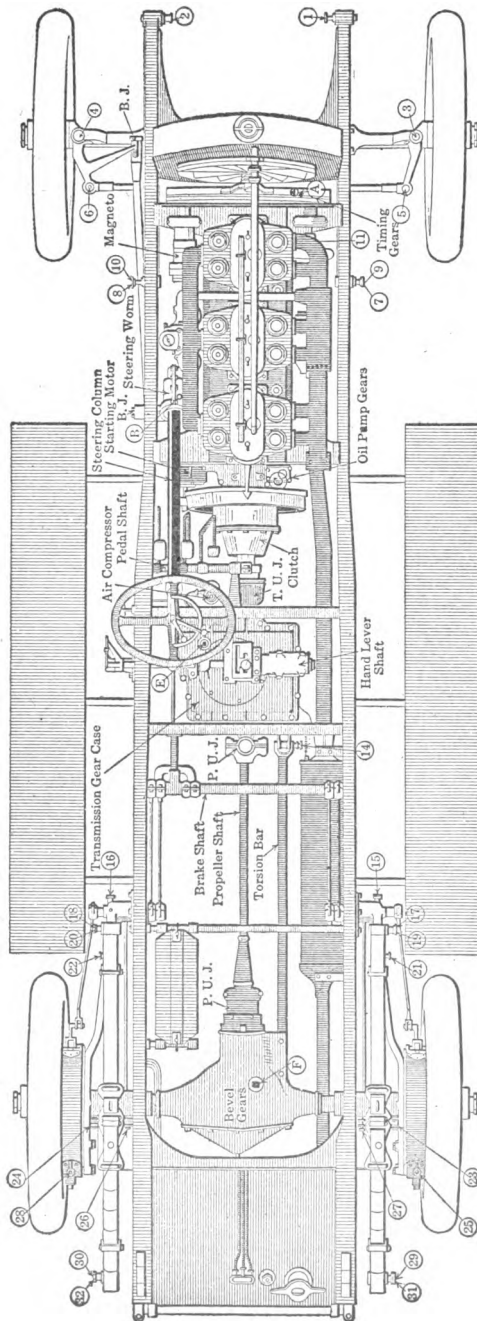 2
1
4
B. J.
3
6
5
A
Magneto
Timing
Gears
11
10
8
9
7
Steering Worm
B. J.
B
Steering Column
Starting Motor
Oil Pump Gears
Air Compressor
Pedal Shaft
Clutch
T. U. J.
E
Hand Lever
Shaft
Transmission Gear Case
P. U. J.
14
Brake Shaft
Propeller Shaft
Torsion Bar
16
15
18
17
20
19
22
21
P. U. J.
F
Bevel
Gears
24
23
28
25
26
27
30
29
32
31